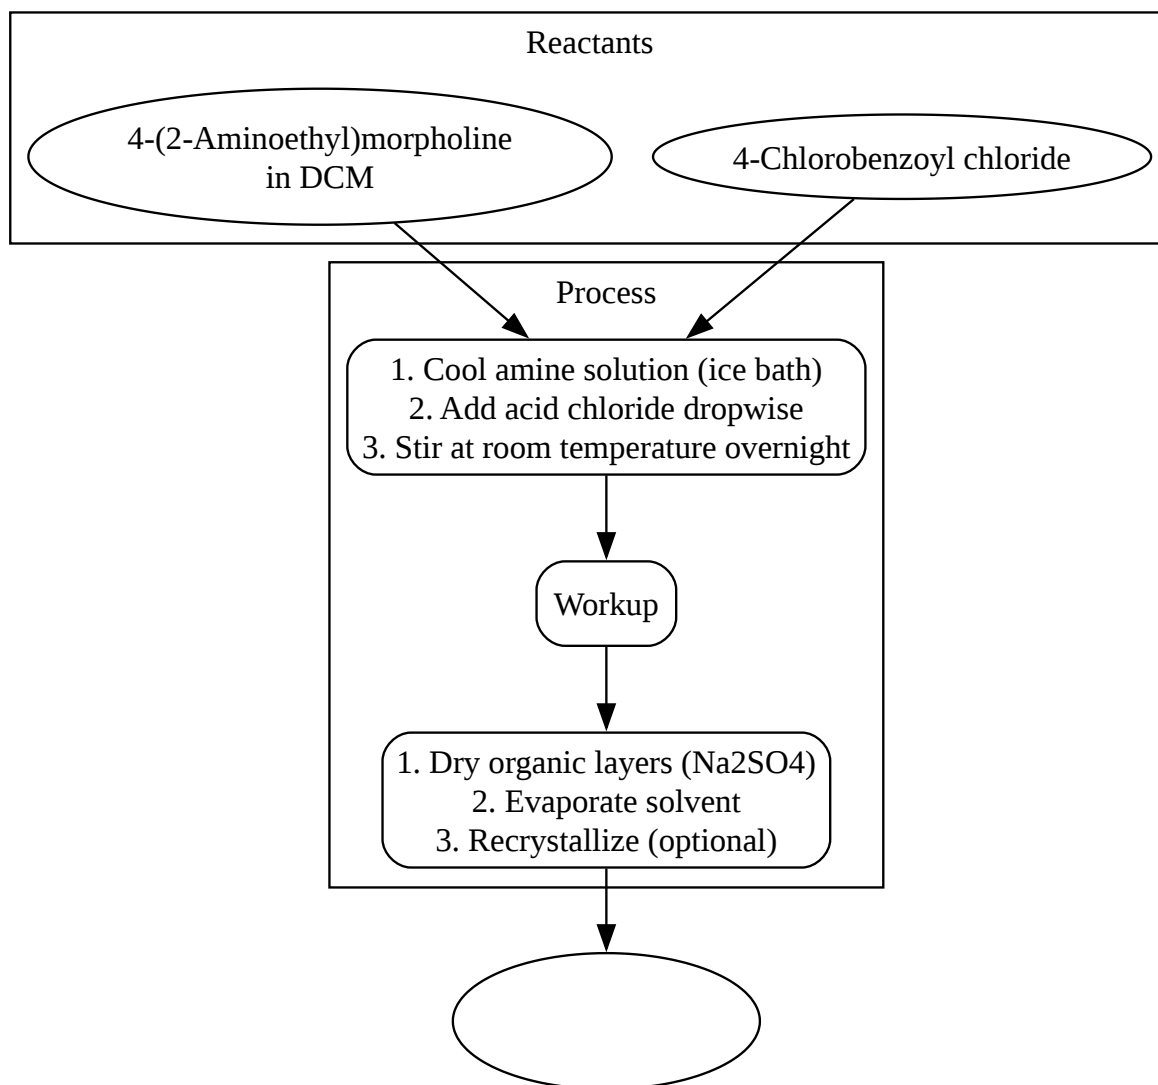 Reactants
4-(2-Aminoethyl)morpholine
in DCM
4-Chlorobenzoyl chloride
Process
1. Cool amine solution (ice bath)
2. Add acid chloride dropwise
3. Stir at room temperature overnight
Workup
1. Dry organic layers (Na2SO4)
2. Evaporate solvent
3. Recrystallize (optional)